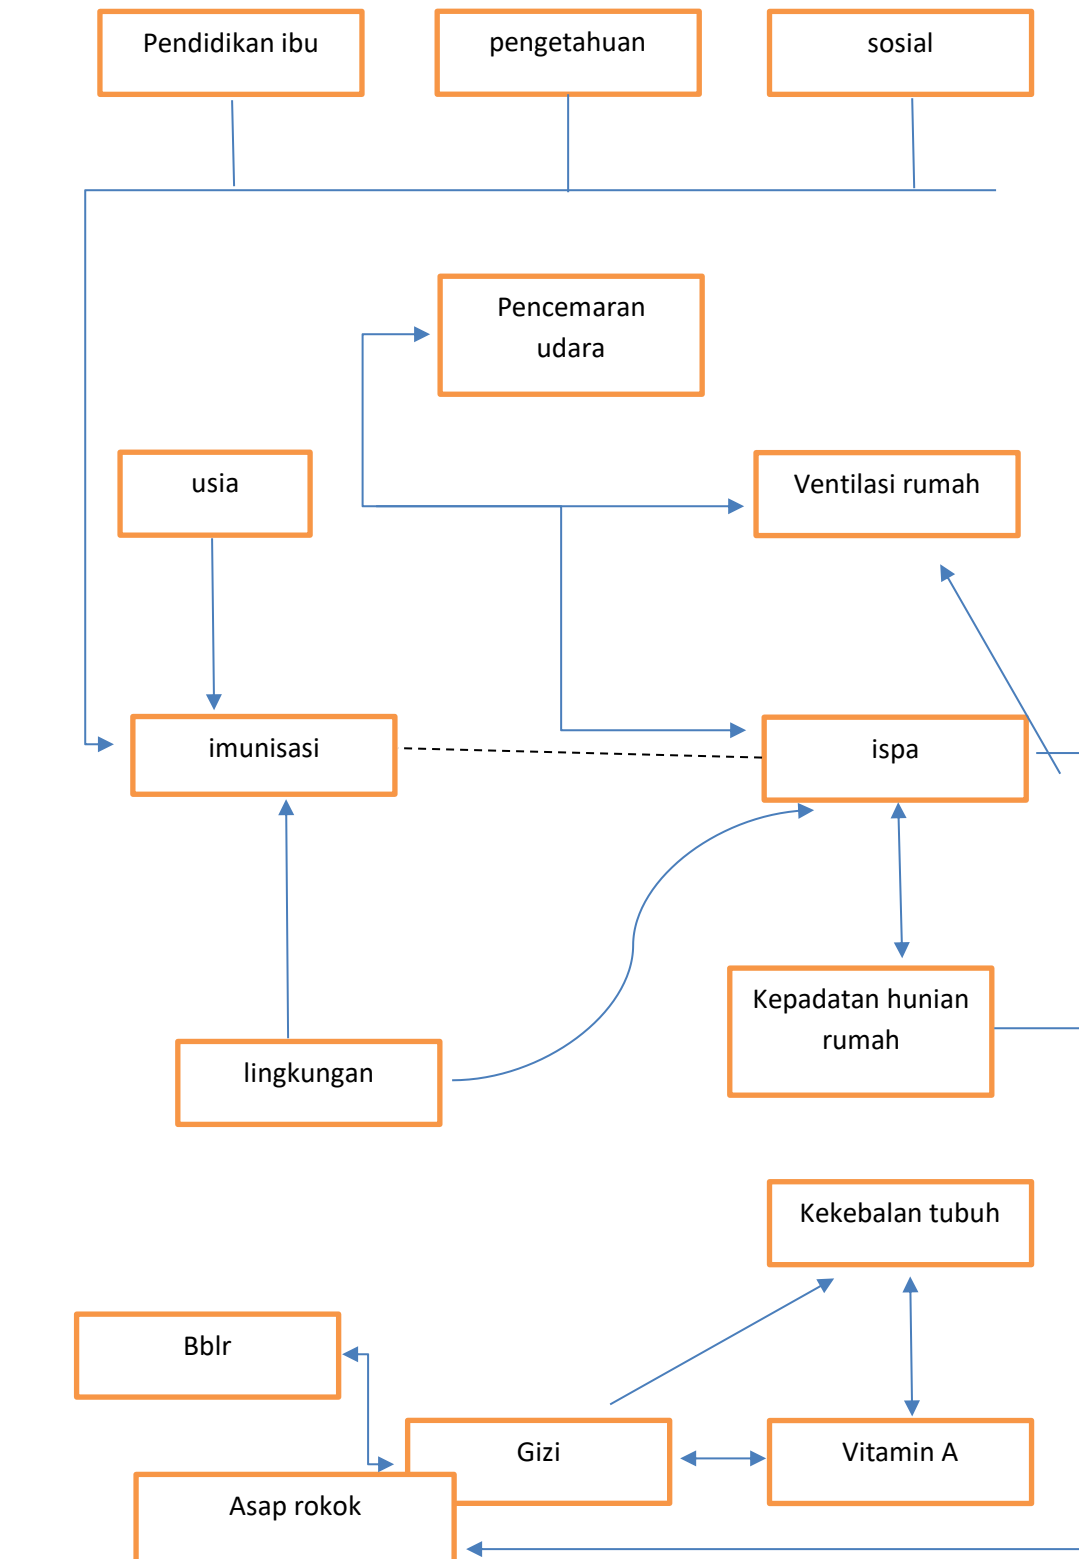 Pendidikan ibu
pengetahuan
sosial
Pencemaran
udara
usia
Ventilasi rumah
imunisasi
ispa
Kepadatan hunian
rumah
lingkungan
Kekebalan tubuh
Bblr
Gizi
Vitamin A
Asap rokok